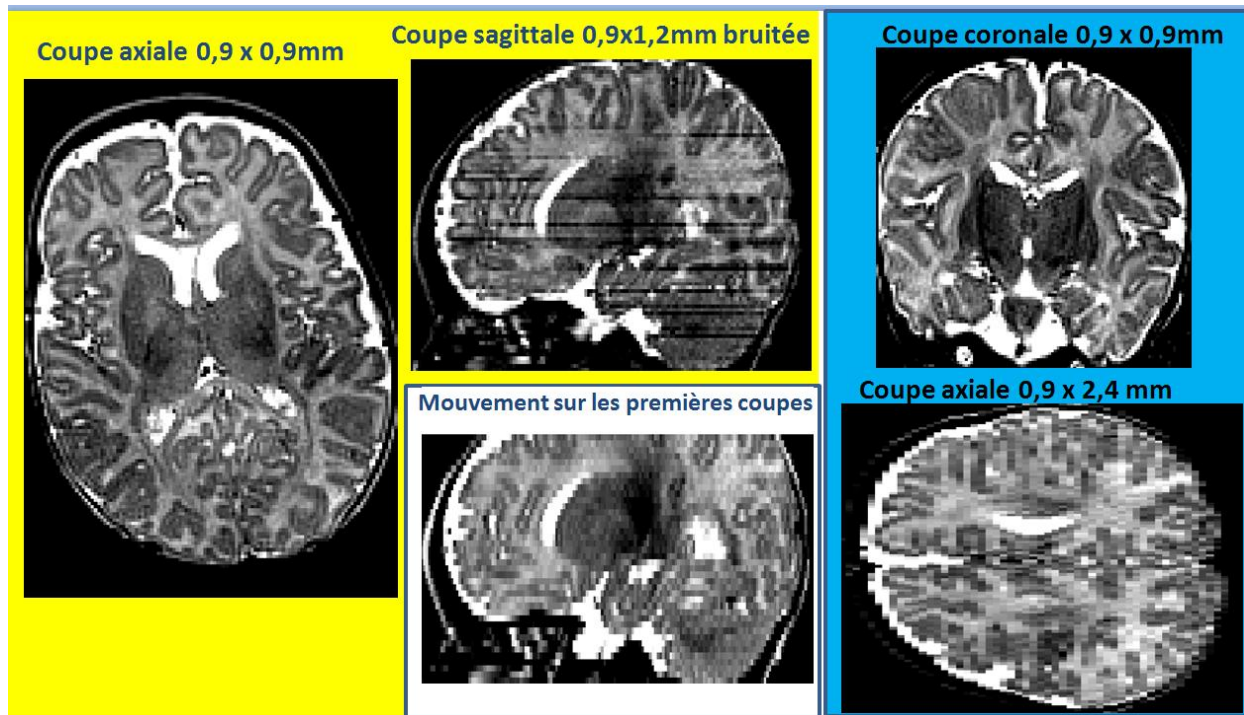 Coupe axiale 0,9 x 0,9mm
Coupe sagittale 0,9x1,2mm bruitée
Mouvement sur les premières coupes
Coupe coronale 0,9 x 0,9mm
Coupe axiale 0,9 x 2,4 mm